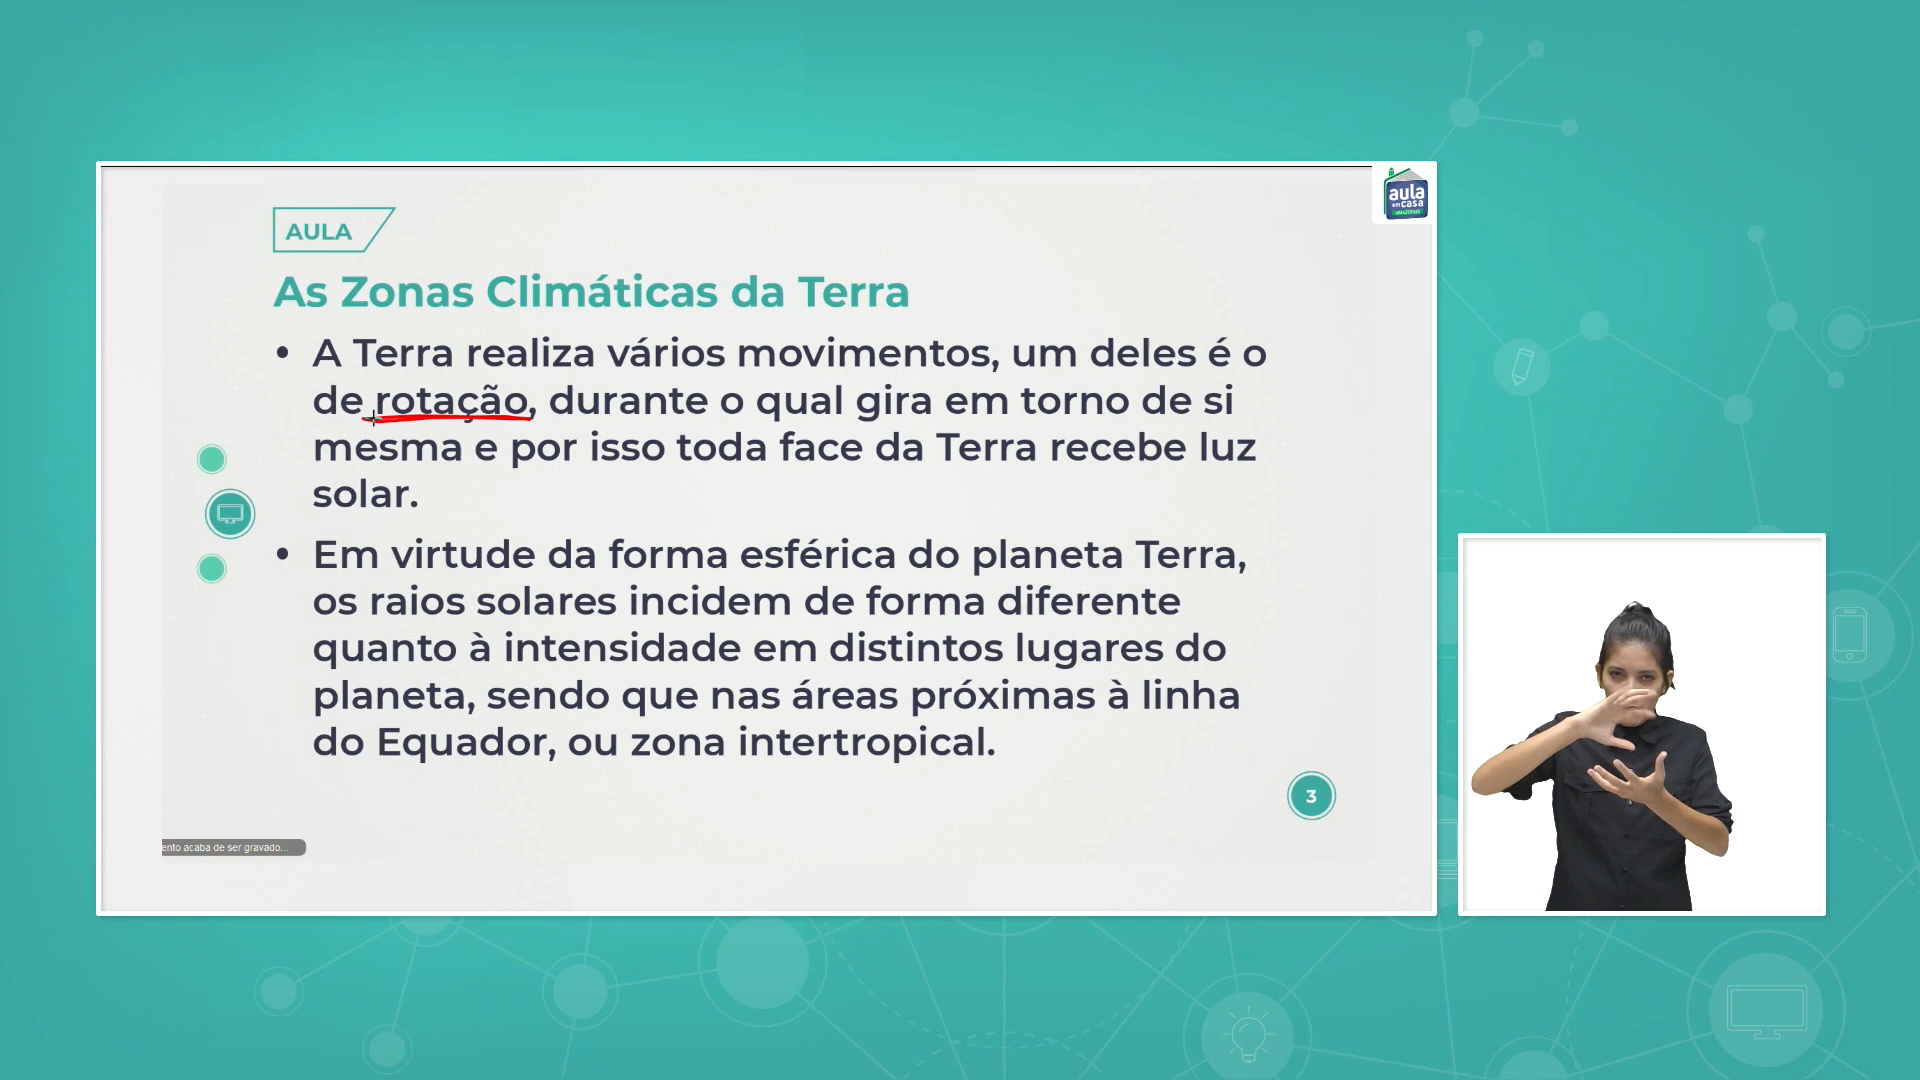 aula
em casa
AMAZONAS
AULA
As Zonas Climáticas da Terra
• A Terra realiza vários movimentos, um deles é o
de rotação, durante o qual gira em torno de si
mesma e por isso toda face da Terra recebe luz
solar.
• Em virtude da forma esférica do planeta Terra,
os raios solares incidem de forma diferente
quanto à intensidade em distintos lugares do
planeta, sendo que nas áreas próximas à linha
do Equador, ou zona intertropical.
3
ento acaba de ser gravado...